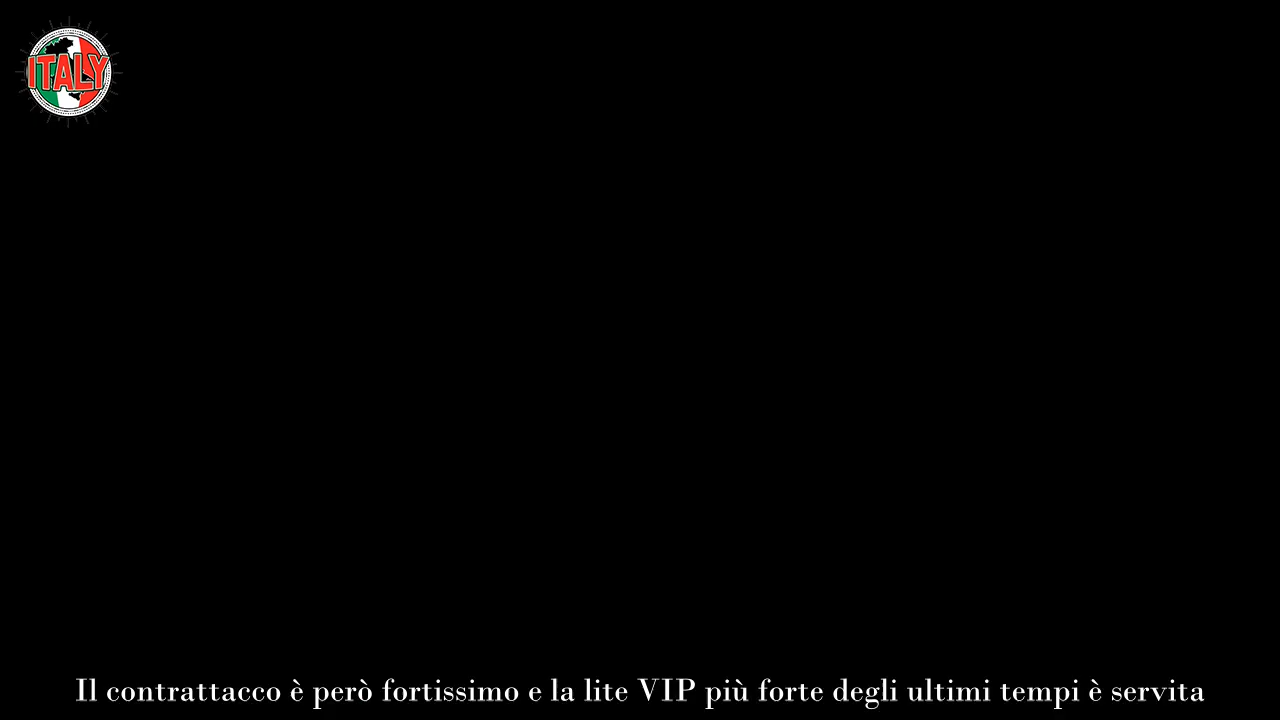 ITALY
Il contrattacco è però fortissimo e la lite VIP più forte degli ultimi tempi è servita